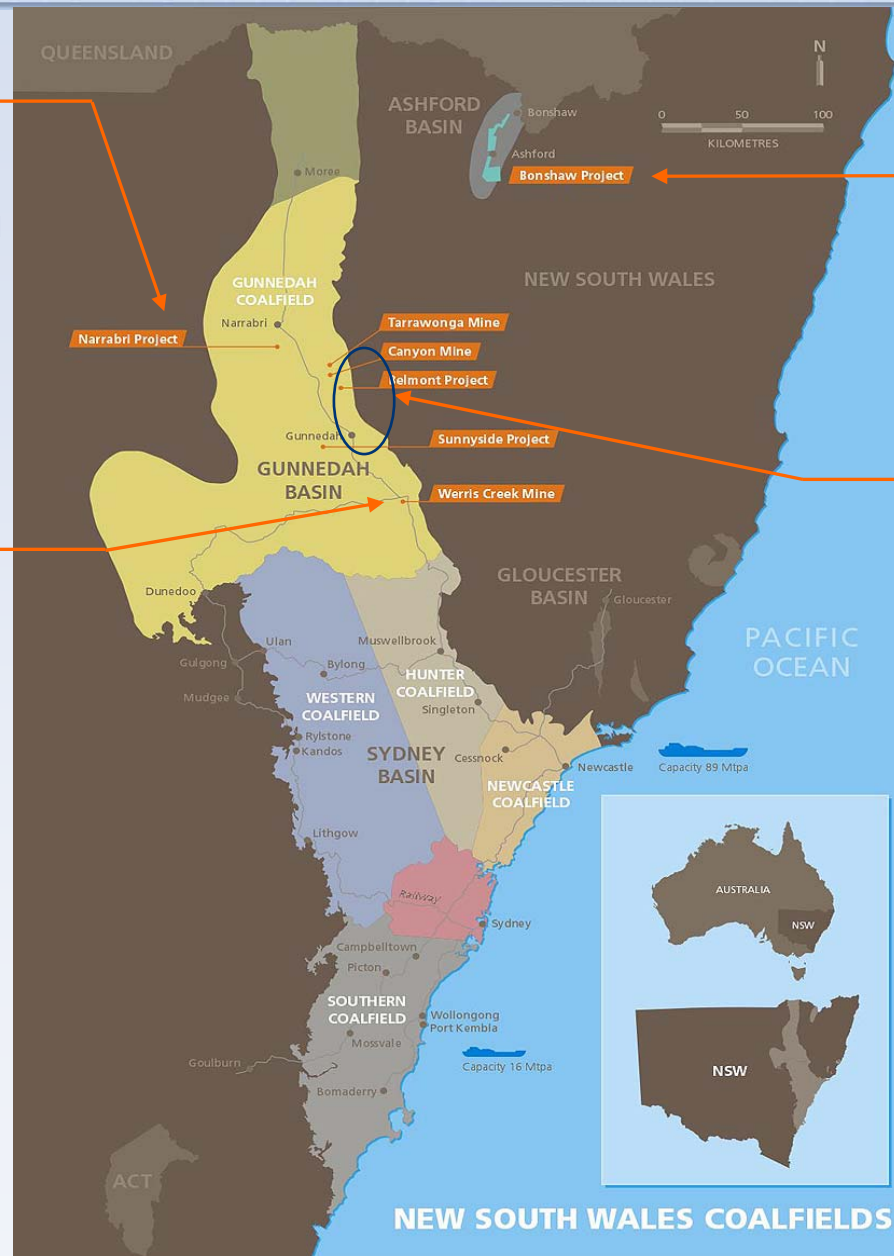 QUEENSLAND
N
ASHFORD
BASIN
Bonshaw
0 50 100
KILOMETRES
Ashford
Moree
Bonshaw Project
NEW SOUTH WALES
GUNNEDAH
COALFIELD
Narrabri
Tarrawonga Mine
Narrabri Project
Canyon Mine
Belmont Project
Gunnedah
Sunnyside Project
GUNNEDAH
BASIN
Werris Creek Mine
GLOUCESTER
BASIN
Dunedoo
Gloucester
PACIFIC
OCEAN
Ulan
Muswellbrook
Gulgong
Bylong
HUNTER
COALFIELD
Mudgee
WESTERN
COALFIELD
Singleton
Rylstone
Kandos
SYDNEY
BASIN
Cessnock
Newcastle
Capacity 89 Mtpa
NEWCASTLE
COALFIELD
Lithgow
Railway
AUSTRALIA
NSW
Sydney
Campbelltown
Picton
SOUTHERN
COALFIELD
Wollongong
Port Kembla
Mossvale
Goulburn
Capacity 16 Mtpa
NSW
Bomaderry
ACT
NEW SOUTH WALES COALFIELDS